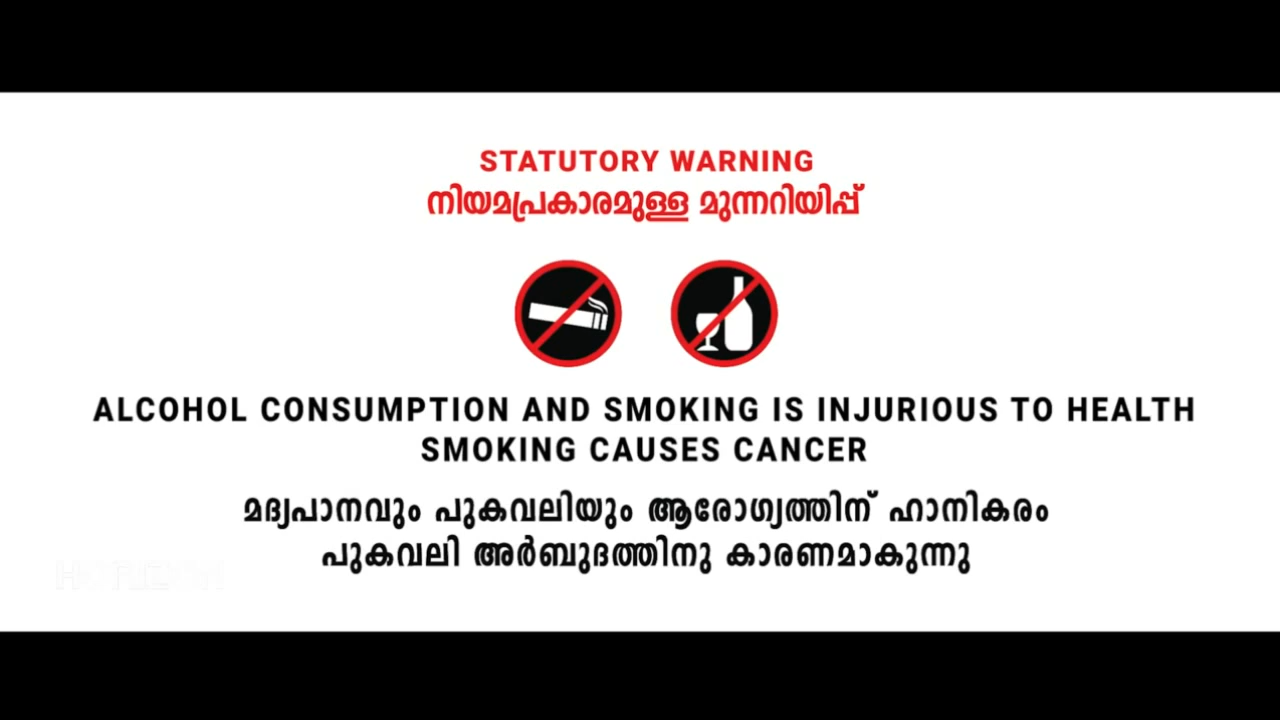 STATUTORY WARNING
നിയമപ്രകാരമുള്ള മുന്നറിയിപ്പ്
ALCOHOL CONSUMPTION AND SMOKING IS INJURIOUS TO HEALTH
SMOKING CAUSES CANCER
മദ്യപാനവും പുകവലിയും ആരോഗ്യത്തിന് ഹാനികരം
പുകവലി അർബുദത്തിനു കാരണമാകുന്നു